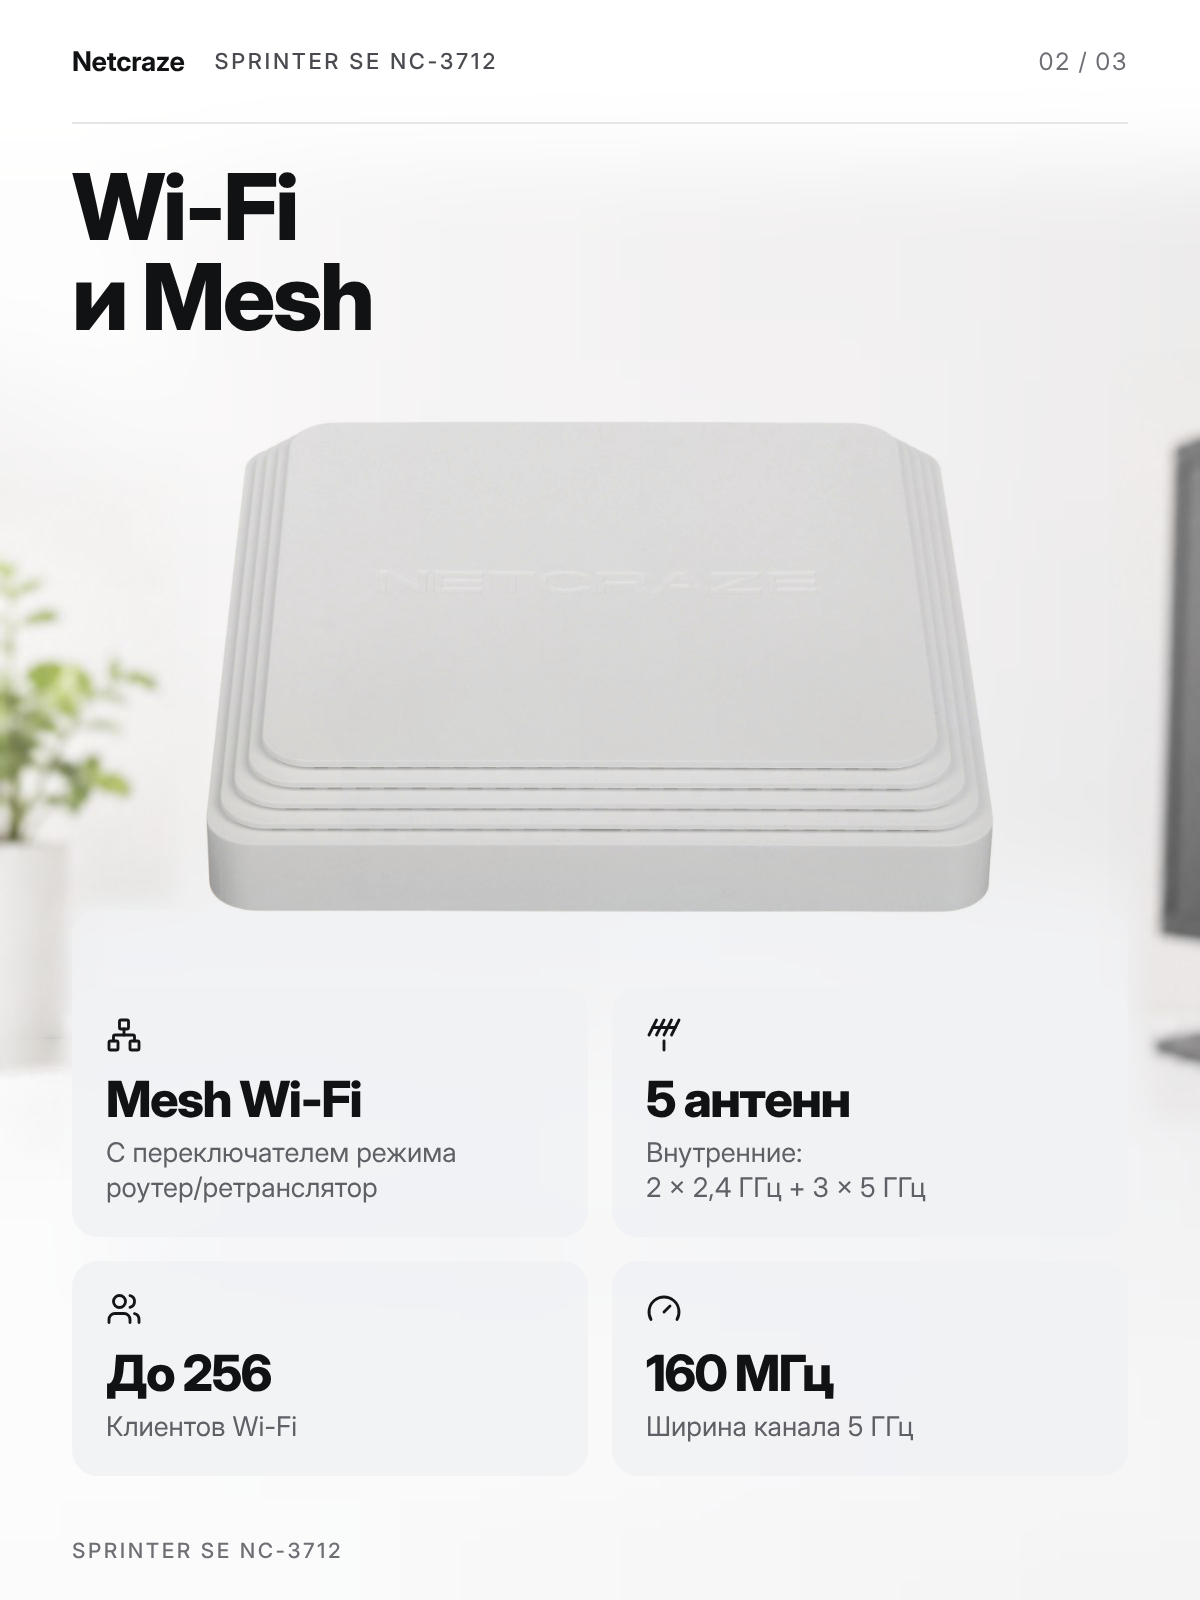 Netcraze SPRINTER SE NC-3712 02 / 03
Wi-Fi
и Mesh
NETCRAZE
Mesh Wi-Fi
С переключателем режима
роутер/ретранслятор
5 антенн
Внутренние:
2 × 2,4 ГГц + 3 × 5 ГГц
До 256
Клиентов Wi-Fi
160 МГц
Ширина канала 5 ГГц
SPRINTER SE NC-3712